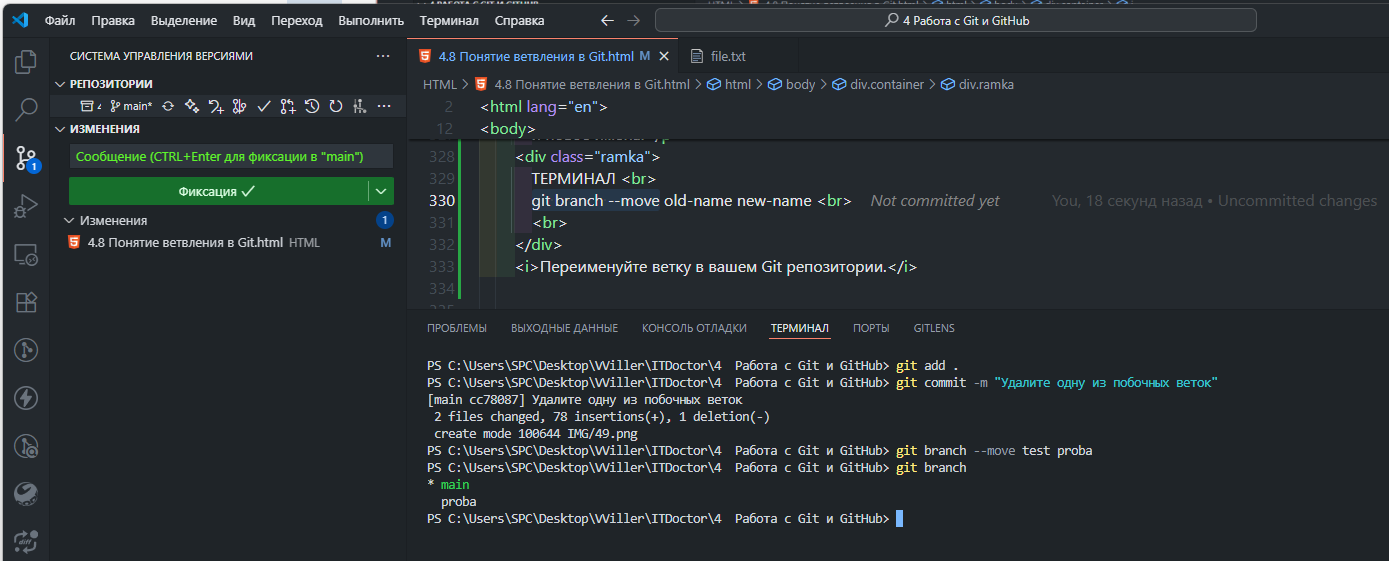 Файл Правка Выделение Вид Переход Выполнить Терминал Справка
4 Работа с Git и GitHub
СИСТЕМА УПРАВЛЕНИЯ ВЕРСИЯМИ
РЕПОЗИТОРИИ
main*
ИЗМЕНЕНИЯ
Сообщение (CTRL+Enter для фиксации в "main")
Фиксация
Изменения 1
4.8 Понятие ветвления в Git.html HTML M
1
4.8 Понятие ветвления в Git.html M
file.txt
HTML > 4.8 Понятие ветвления в Git.html > html > body > div.container > div.ramka
2 <html lang="en">
12 <body>
328 <div class="ramka">
329 ТЕРМИНАЛ <br>
330 git branch --move old-name new-name <br> Not committed yet You, 18 секунд назад • Uncommitted changes
331 <br>
332 </div>
333 <i>Переименуйте ветку в вашем Git репозитории.</i>
334
ПРОБЛЕМЫ ВЫХОДНЫЕ ДАННЫЕ КОНСОЛЬ ОТЛАДКИ ТЕРМИНАЛ ПОРТЫ GITLENS
PS C:\Users\SPC\Desktop\VViller\ITDoctor\4 Работа с Git и GitHub> git add .
PS C:\Users\SPC\Desktop\VViller\ITDoctor\4 Работа с Git и GitHub> git commit -m "Удалите одну из побочных веток"
[main cc78087] Удалите одну из побочных веток
2 files changed, 78 insertions(+), 1 deletion(-)
create mode 100644 IMG/49.png
PS C:\Users\SPC\Desktop\VViller\ITDoctor\4 Работа с Git и GitHub> git branch --move test proba
PS C:\Users\SPC\Desktop\VViller\ITDoctor\4 Работа с Git и GitHub> git branch
* main
proba
PS C:\Users\SPC\Desktop\VViller\ITDoctor\4 Работа с Git и GitHub>